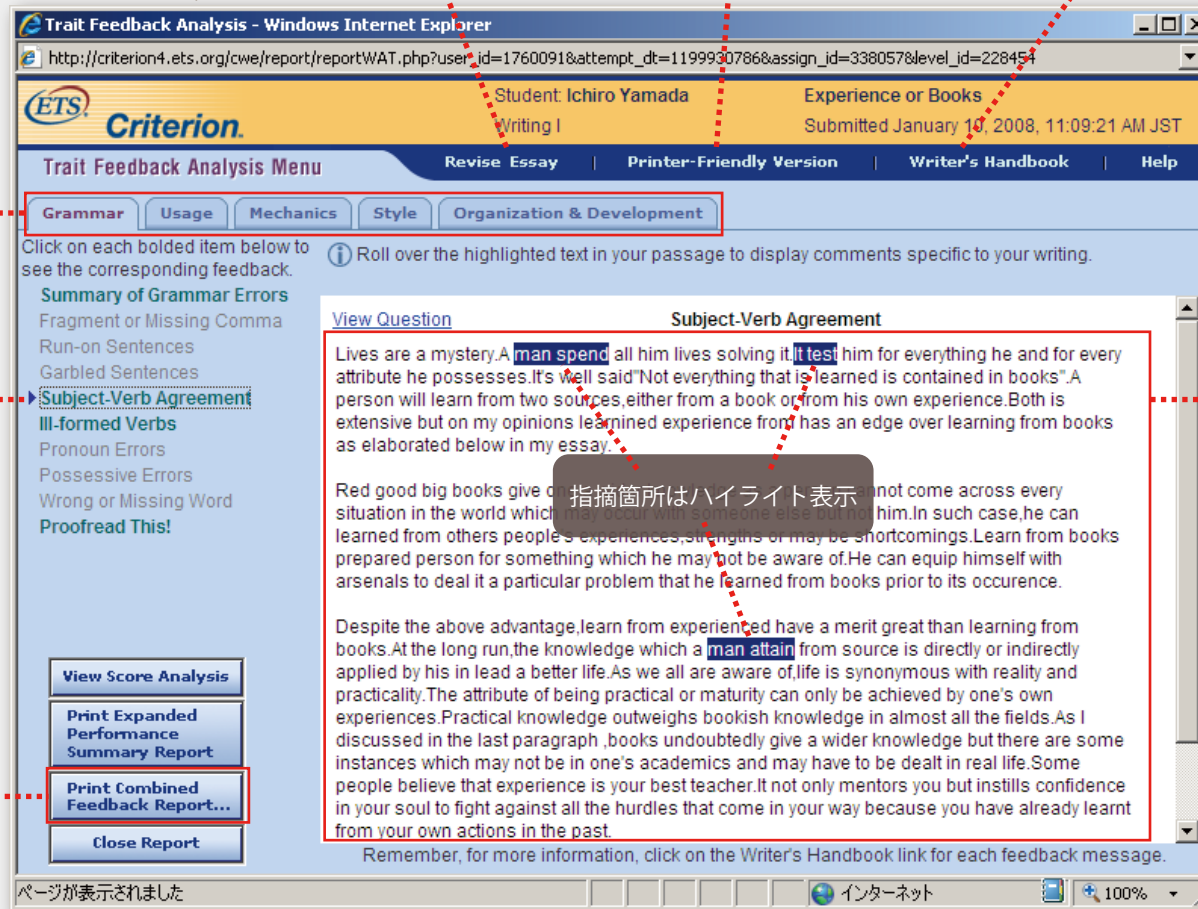 Trait Feedback Analysis - Windows Internet Explorer
http://criterion4.ets.org/cwe/report/reportWAT.php?user_id=1760091&attempt_dt=1199930786&assign_id=338057&level_id=228454
ETS Criterion.
Student: Ichiro Yamada
Experience or Books
Writing I
Submitted January 10, 2008, 11:09:21 AM JST
Trait Feedback Analysis Menu
Revise Essay | Printer-Friendly Version | Writer's Handbook | Help
Grammar
Usage
Mechanics
Style
Organization & Development
Click on each bolded item below to
see the corresponding feedback.
Summary of Grammar Errors
Fragment or Missing Comma
Run-on Sentences
Garbled Sentences
Subject-Verb Agreement
Ill-formed Verbs
Pronoun Errors
Possessive Errors
Wrong or Missing Word
Proofread This!
View Score Analysis
Print Expanded
Performance
Summary Report
Print Combined
Feedback Report...
Close Report
Roll over the highlighted text in your passage to display comments specific to your writing.
View Question
Subject-Verb Agreement
Lives are a mystery.A man spend all him lives solving it.It test him for everything he and for every
attribute he possesses.It's well said"Not everything that is learned is contained in books".A
person will learn from two sources,either from a book or from his own experience.Both is
extensive but on my opinions learnined experience from has an edge over learning from books
as elaborated below in my essay.
指摘箇所はハイライト表示
Red good big books give annot come across every
situation in the world which may occur with someone else but not him.In such case,he can
learned from others people's experiences,strengths or may be shortcomings.Learn from books
prepared person for something which he may not be aware of.He can equip himself with
arsenals to deal it a particular problem that he learned from books prior to its occurence.
Despite the above advantage,learn from experienced have a merit great than learning from
books.At the long run,the knowledge which a man attain from source is directly or indirectly
applied by his in lead a better life.As we all are aware of,life is synonymous with reality and
practicality.The attribute of being practical or maturity can only be achieved by one's own
experiences.Practical knowledge outweighs bookish knowledge in almost all the fields.As I
discussed in the last paragraph ,books undoubtedly give a wider knowledge but there are some
instances which may not be in one's academics and may have to be dealt in real life.Some
people believe that experience is your best teacher.It not only mentors you but instills confidence
in your soul to fight against all the hurdles that come in your way because you have already learnt
from your own actions in the past.
Remember, for more information, click on the Writer's Handbook link for each feedback message.
ページが表示されました
インターネット
100%